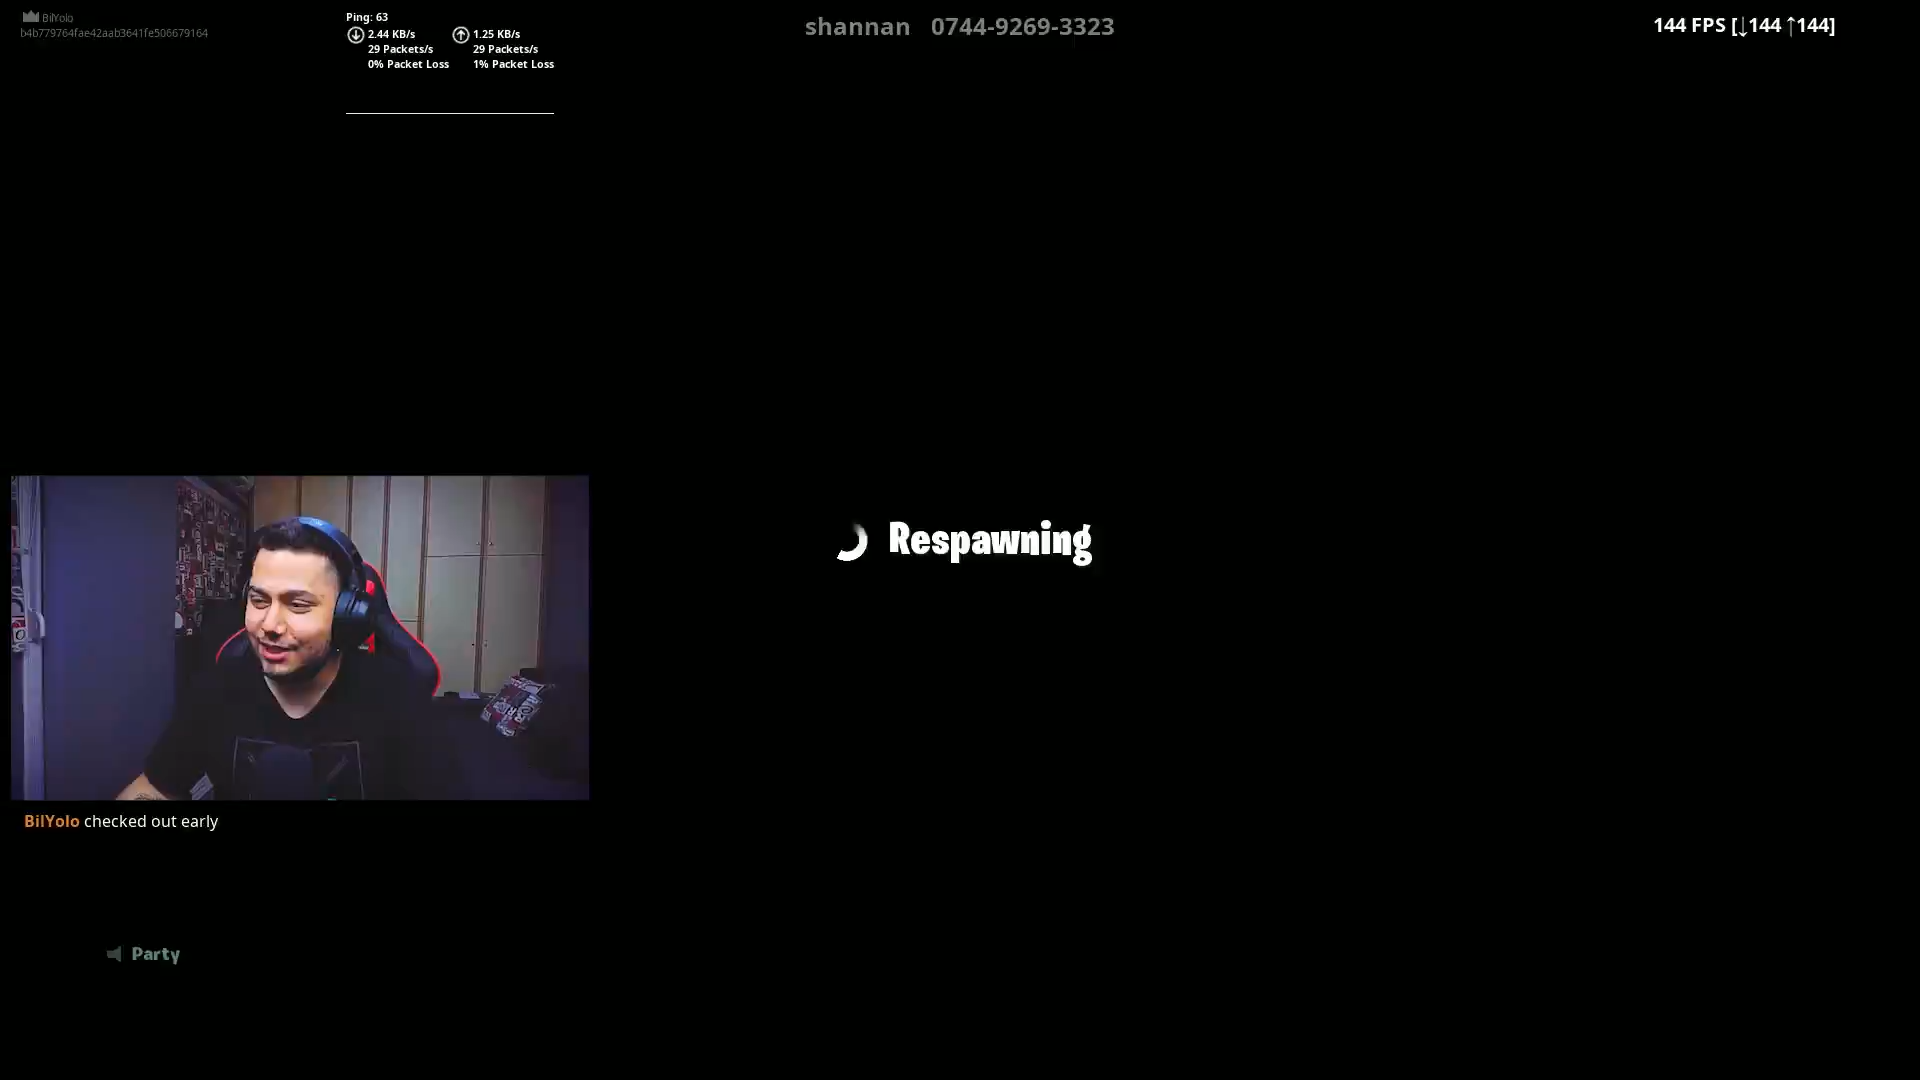 BilYolo
b4b779764fae42aab3641fe506679164
Ping: 63
2.44 KB/s 1.25 KB/s
29 Packets/s 29 Packets/s
0% Packet Loss 1% Packet Loss
shannan 0744-9269-3323
144 FPS [↓144 ↑144]
Respawning
BilYolo checked out early
Party